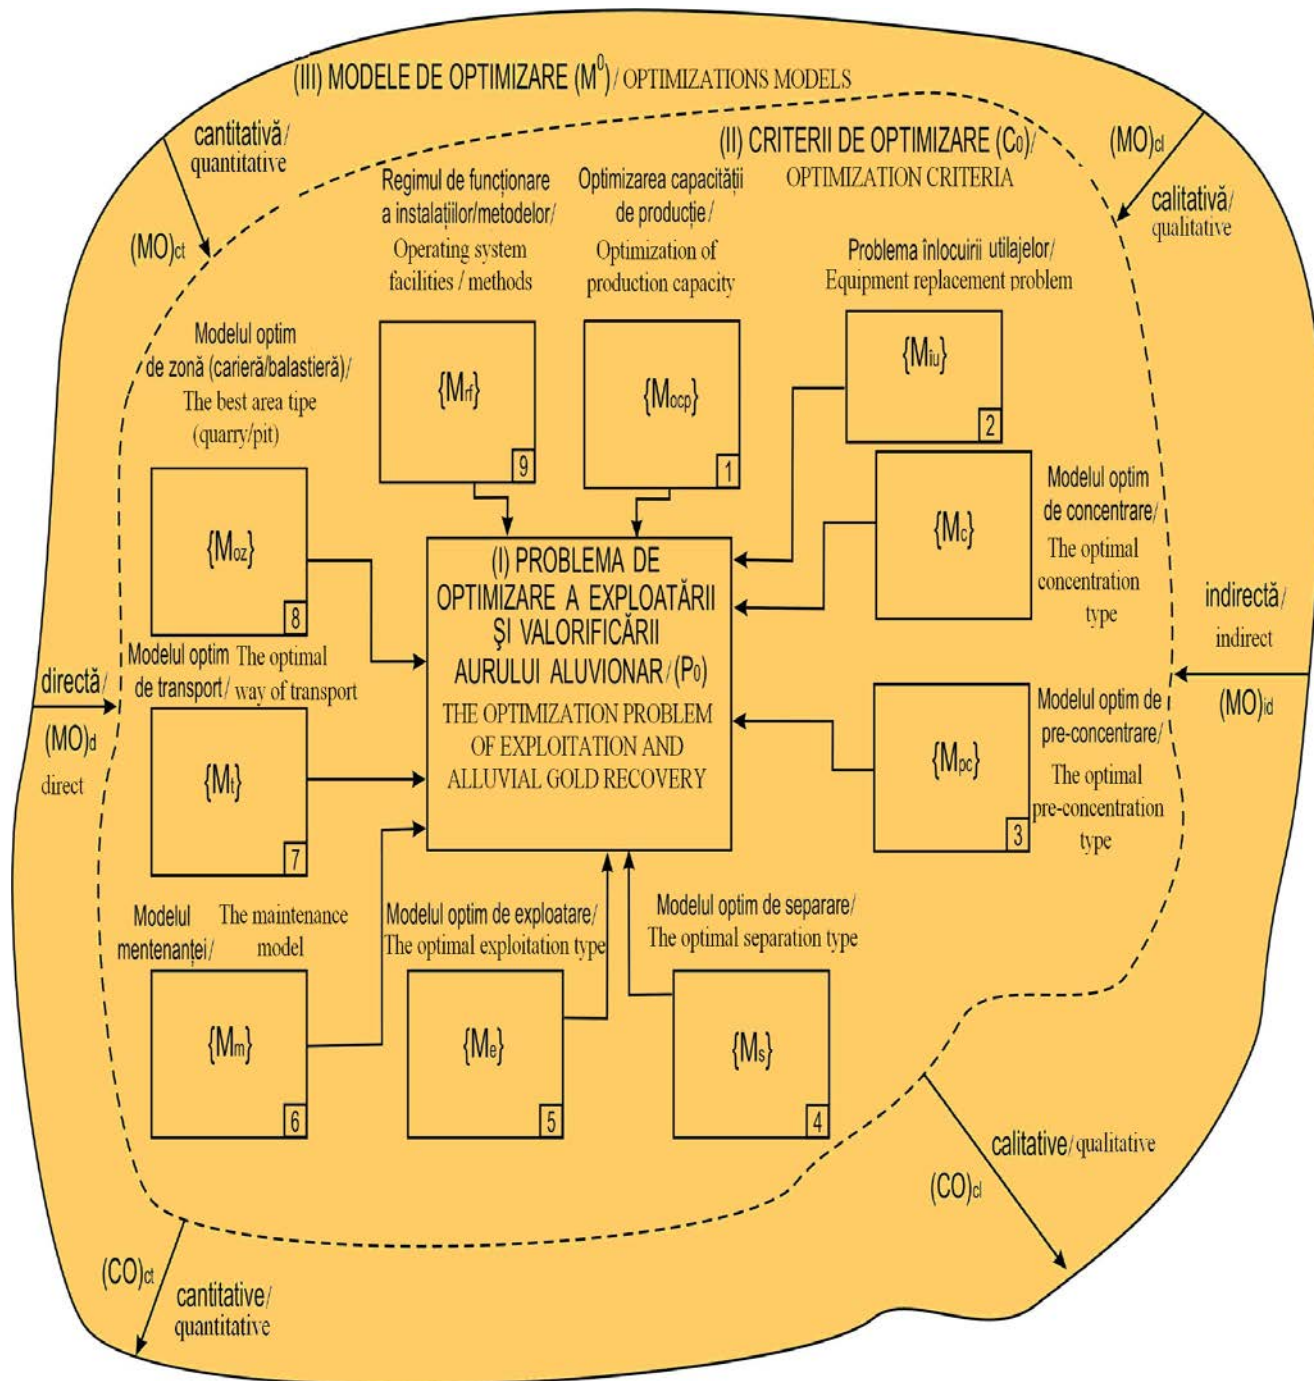 (III) MODELE DE OPTIMIZARE (M⁰) / OPTIMIZATIONS MODELS
cantitativă/
quantitative
(MO)ct
(MO)cl
calitativă/
qualitative
(II) CRITERII DE OPTIMIZARE (C₀)/
OPTIMIZATION CRITERIA
Regimul de funcționare
a instalațiilor/metodelor/
Operating system
facilities / methods
Optimizarea capacității
de producție /
Optimization of
production capacity
Problema înlocuirii utilajelor/
Equipment replacement problem
Modelul optim
de zonă (carieră/balastieră)/
The best area tipe
(quarry/pit)
{Mrf}
9
{Mocp}
1
{Mîu}
2
{Moz}
8
{Mc}
Modelul optim
de concentrare/
The optimal
concentration
type
(I) PROBLEMA DE
OPTIMIZARE A EXPLOATĂRII
ŞI VALORIFICĂRII
ALURULUI ALUVIONAR / (P₀)
THE OPTIMIZATION PROBLEM
OF EXPLOITATION AND
ALLUVIAL GOLD RECOVERY
indirectă/
indirect
(MO)id
directă/
(MO)d
direct
Modelul optim The optimal
de transport / way of transport
{Mt}
7
Modelul optim de
pre-concentrare/
The optimal
pre-concentration
type
{Mpc}
3
Modelul The maintenance
mentenanței/ model
{Mm}
6
Modelul optim de exploatare/
The optimal exploitation type
{Me}
5
Modelul optim de separare/
The optimal separation type
{Ms}
4
calitative/qualitative
(CO)cl
(CO)ct
cantitative/
quantitative